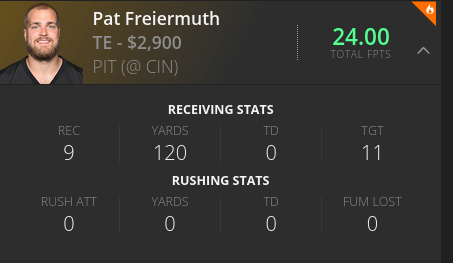 Pat Freiermuth
TE - $2,900
PIT (@ CIN)
24.00
TOTAL FPTS
RECEIVING STATS
REC YARDS TD TGT
9 120 0 11
RUSHING STATS
RUSH ATT YARDS TD FUM LOST
0 0 0 0